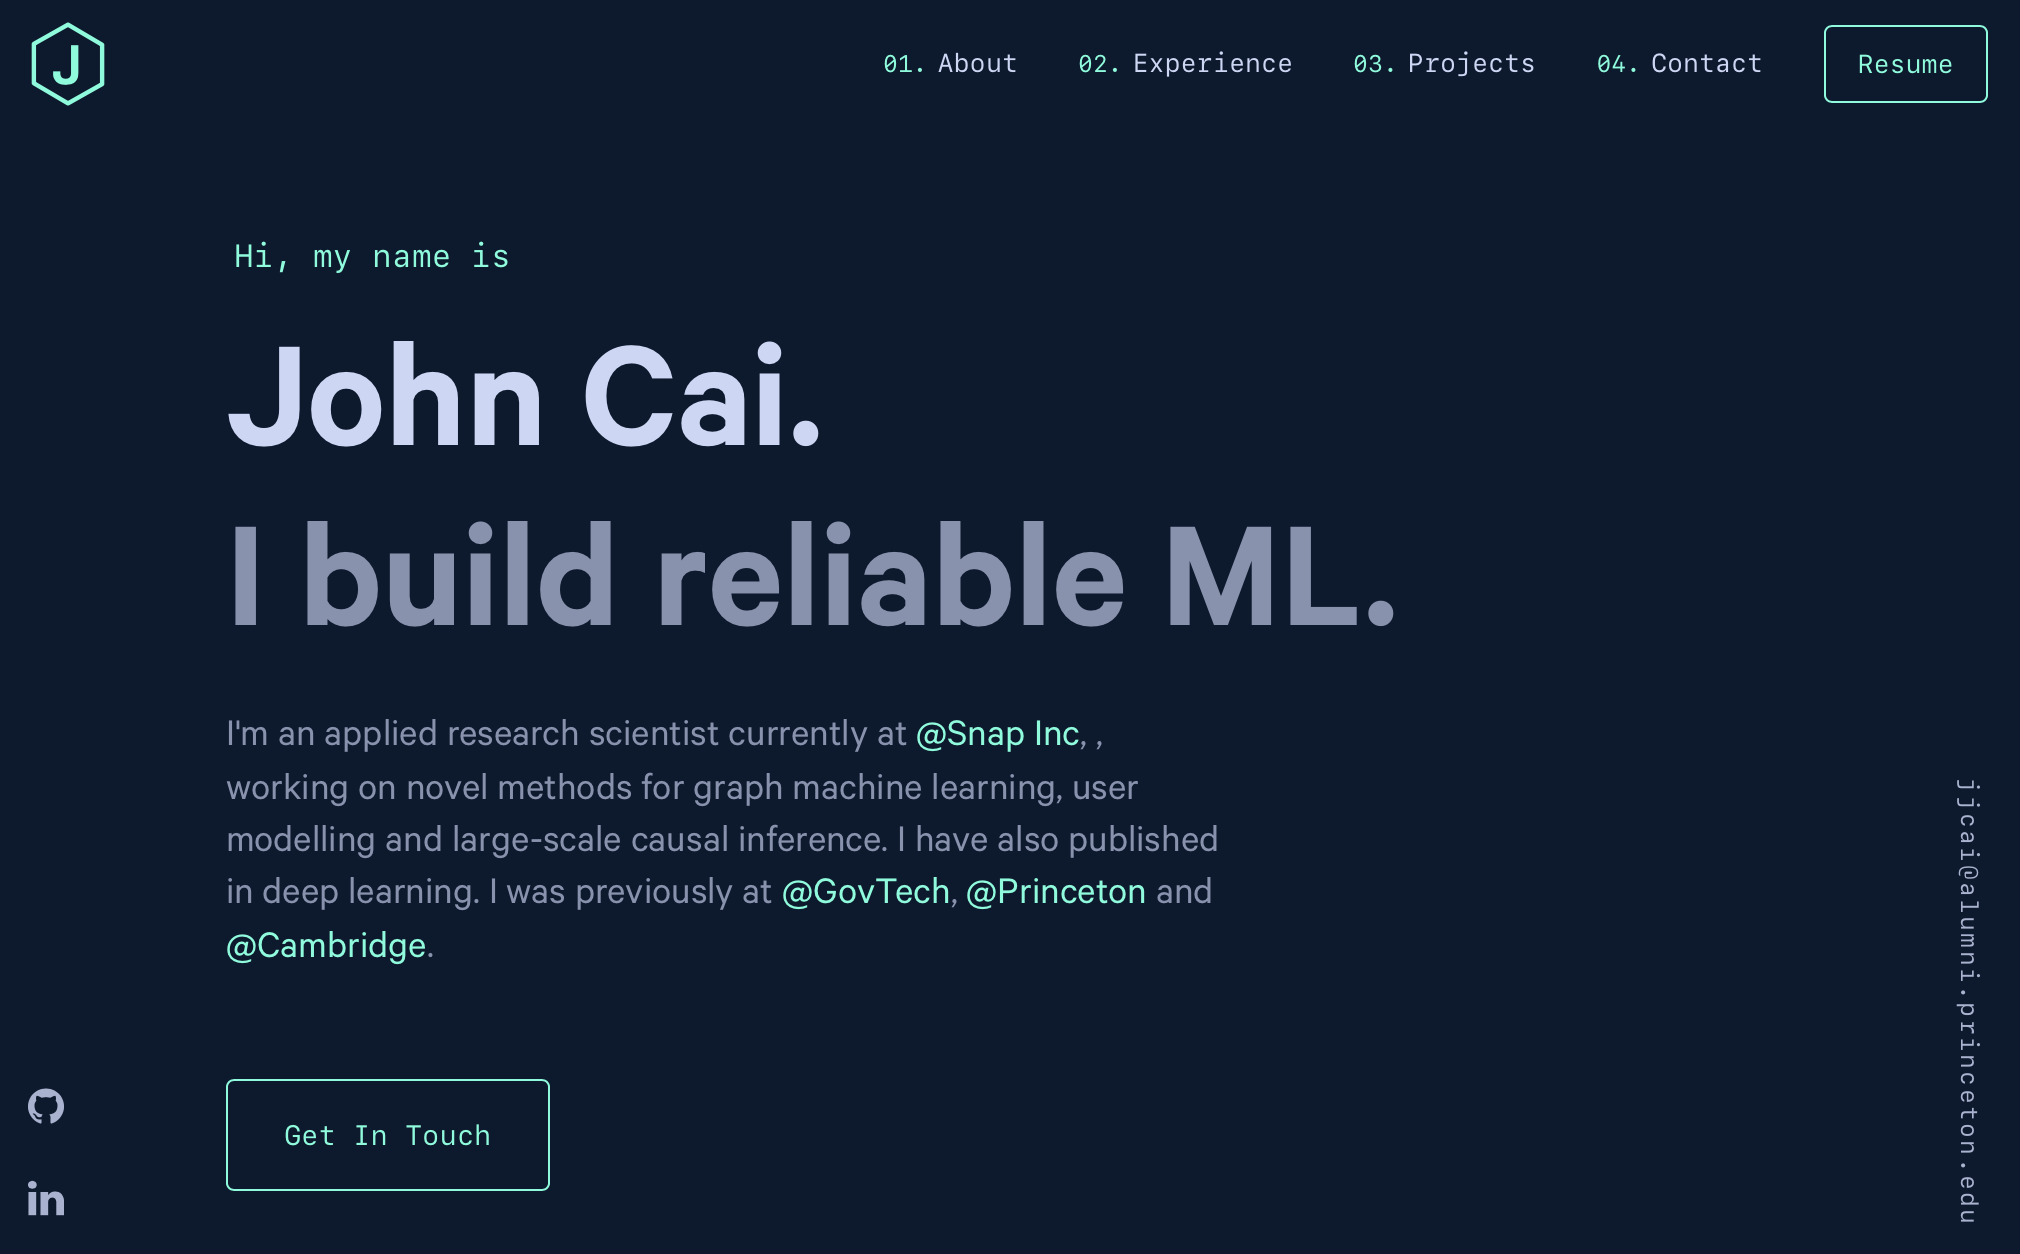 J
01. About 02. Experience 03. Projects 04. Contact Resume
Hi, my name is
John Cai.
I build reliable ML.
I'm an applied research scientist currently at @Snap Inc, ,
working on novel methods for graph machine learning, user
modelling and large-scale causal inference. I have also published
in deep learning. I was previously at @GovTech, @Princeton and
@Cambridge.
Get In Touch
in
jjcai@alumni.princeton.edu